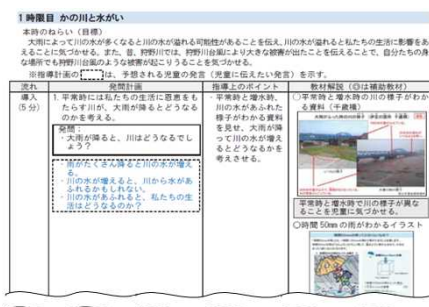 1時限目 かの川と水がい
本時のねらい(目標)
大雨によって川の水が多くなると川の水が溢れる可能性があることを伝え、川の水が溢れると私たちの生活に影響をあた
えることに気づかせる。また、昔、狩野川では、狩野川台風により大きな被害が出たことを伝えることで、自分たちの身近
な場所でも狩野川台風のような被害が起こりうることを気づかせる。
※指導計画の は、予想される児童の発言(児童に伝えたい発言)を示す。
流れ 発問計画 指導上のポイント 教材解説(◎は補助教材)
導入
(5分)
1.平常時には私たちの生活に恩恵をも
たらす川が、大雨が降るとどうなる
のかを考える。
発問:
・大雨が降ると、川はどうなるでし
ょう?
・雨がたくさん降ると川の水が増え
る。
・川の水が増えると、川から水があ
ふれるかもしれない。
・川の水があふれると、私たちの生
活はどうなるのか?
・平常時と増水時、
川の水があふれた
様子がわかる資料
を見せ、大雨が降
って川の水が増え
るとどうなるかを
考えさせる。
○平常時と増水時の川の様子がわか
る資料(千歳橋)
平常時と増水時で川の様子が異な
ることを児童に気づかせる。
○時間50mmの雨がわかるイラスト